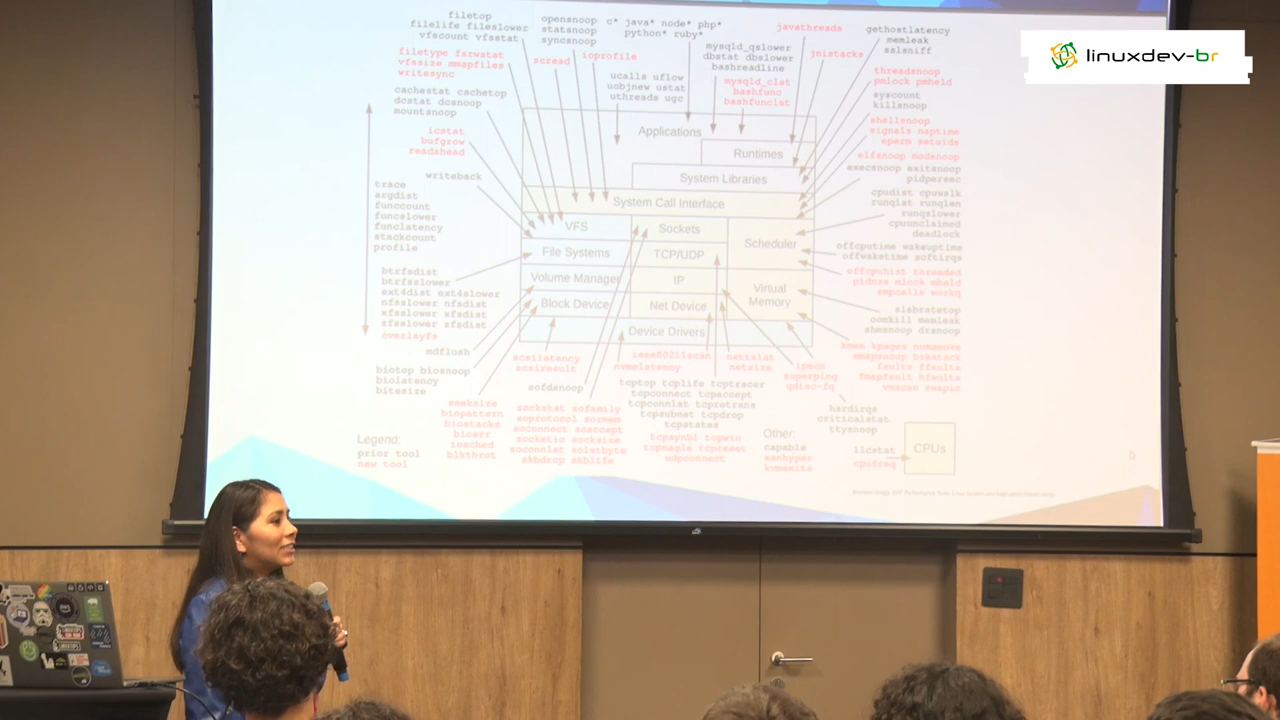 linuxdev-br
filetop
filelife fileslower
vfscount vfsstat
opensnoop
statsnoop
syncsnoop
c* java* node* php*
python* ruby*
javathreads
gethostlatency
memleak
sslsniff
filetype fsrwstat
vfssize mmapfiles
writesync
scread
ioprofile
mysqld_qslower
dbstat dbslower
bashreadline
jnistacks
threadsnoop
pmlock pmheld
ucalls uflow
uobjnew ustat
uthreads ugc
mysqld_clat
bashfunc
bashfunclat
cachestat cachetop
dcstat dcsnoop
mountsnoop
syscount
killsnoop
icstat
bufgrow
readahead
shellsnoop
signals naptime
eperm setuids
elfsnoop modsnoop
execsnoop exitsnoop
pidpersec
writeback
Applications
Runtimes
System Libraries
System Call Interface
VFS
Sockets
Scheduler
File Systems
TCP/UDP
Volume Manager
IP
Virtual
Memory
Block Device
Net Device
Device Drivers
trace
argdist
funccount
funcslower
funclatency
stackcount
profile
cpudist cpuwalk
runqlat runqlen
runqslower
cpuunclaimed
deadlock
offcputime wakeuptime
offwaketime softirqs
offcpuhist threaded
pidnss mlock mheld
smpcalls workq
btrfsdist
btrfsslower
ext4dist ext4slower
nfsslower nfsdist
xfsslower xfsdist
zfsslower zfsdist
overlayfs
slabratetop
oomkill memleak
shmsnoop drsnoop
kmem kpages numamove
mmapsnoop brkstack
faults ffaults
fmapfault hfaults
vmscan swapin
mdflush
biotop biosnoop
biolatency
bitesize
scsilatency
scsiresult
nvmelatency
ieee80211scan
netxlat
netsize
ipecn
superping
qdisc-fq
sofdsnoop
tcptop tcplife tcptracer
tcpconnect tcpaccept
tcpconnlat tcpretrans
tcpsubnet tcpdrop
tcpstates
tcpsynbl tcpwin
tcpnagle tcpreset
udpconnect
hardirqs
criticalstat
ttysnoop
seeksize
biopattern
biostacks
bioerr
iosched
blkthrot
sockstat sofamily
soprotocol sormem
soconnect soaccept
socketio socksize
soconnlat so1stbyte
skbdrop skblife
Legend:
prior tool
new tool
Other:
capable
xenhyper
kvmexits
llcstat
cpufreq
CPUs